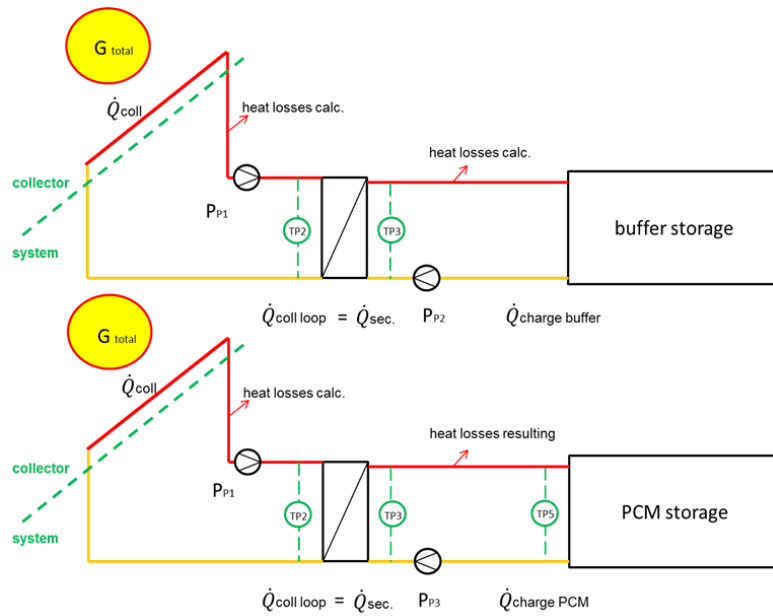 G total
Q̇coll
heat losses calc.
heat losses calc.
collector
PP1
TP2
TP3
buffer storage
system
Q̇coll loop = Q̇sec.
PP2
Q̇charge buffer
G total
Q̇coll
heat losses calc.
heat losses resulting
collector
PP1
TP2
TP3
TP5
PCM storage
system
Q̇coll loop = Q̇sec.
PP3
Q̇charge PCM